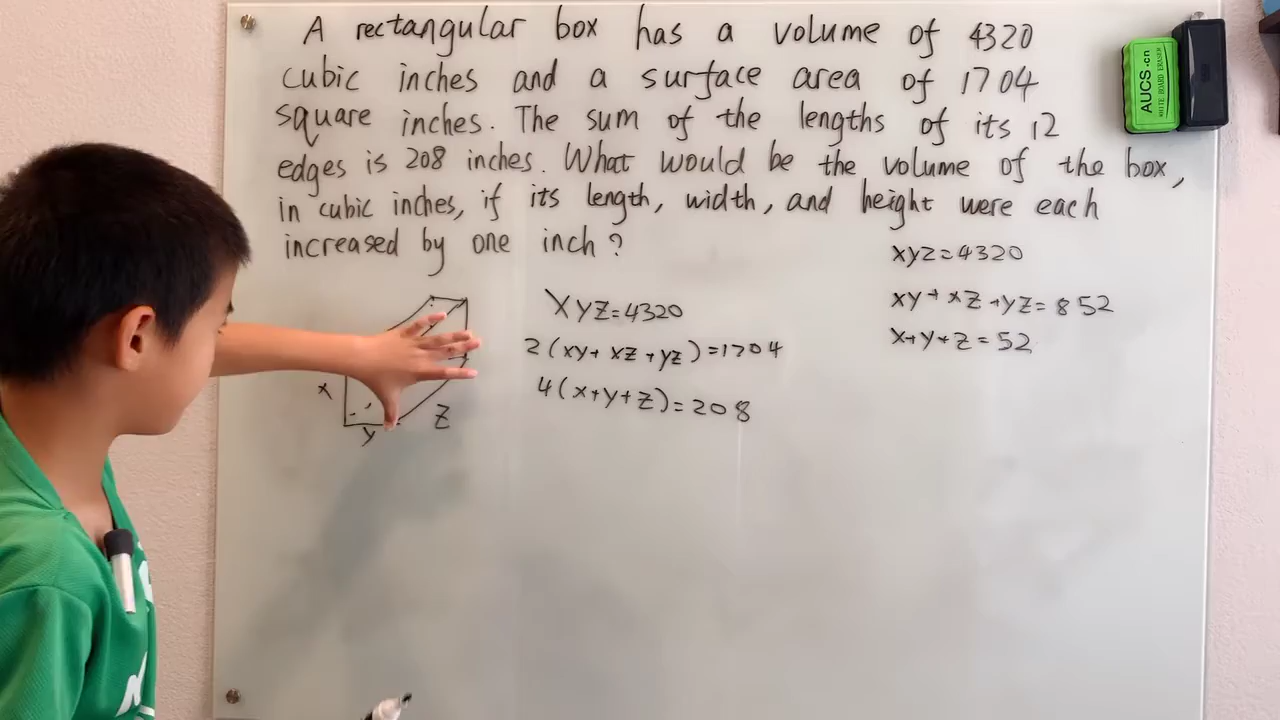 A rectangular box has a volume of 4320
cubic inches and a surface area of 1704
square inches. The sum of the lengths of its 12
edges is 208 inches. What would be the volume of the box,
in cubic inches, if its length, width, and height were each
increased by one inch?
xyz=4320
xy+xz+yz=852
x+y+z=52
XYZ=4320
2(xy+xz+yz)=1704
4(x+y+z)=208
x
y
z
AUCS.cn